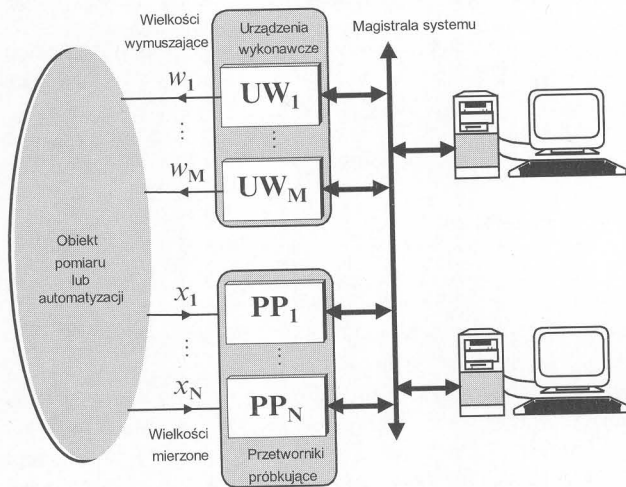 Wielkości
wymuszające
Urządzenia
wykonawcze
Magistrala systemu
w1
UW1
wM
UWM
Obiekt
pomiaru
lub
automatyzacji
x1
PP1
xN
PPN
Wielkości
mierzone
Przetworniki
próbkujące